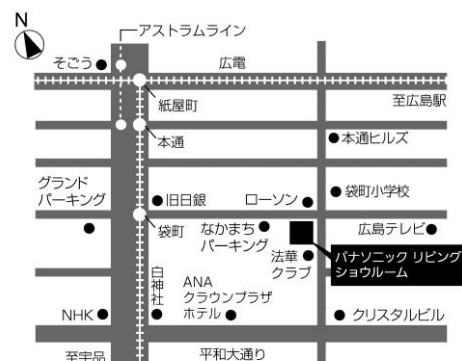 N
アストラムライン
そごう
広電
紙屋町
至広島駅
本通
本通ヒルズ
グランド
パーキング
旧日銀
ローソン
袋町小学校
袋町
なかまち
パーキング
広島テレビ
法華
クラブ
パナソニック リビング
ショウルーム
白神社
ANA
クラウンプラザ
ホテル
NHK
クリスタルビル
至宇品
平和大通り